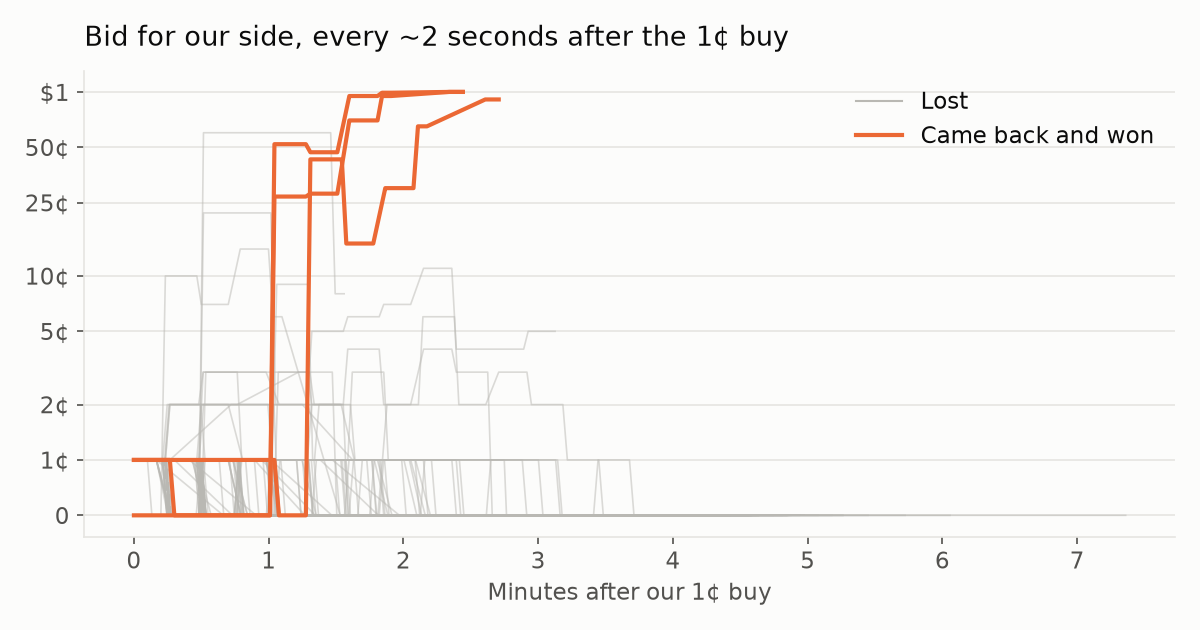 Bid for our side, every ~2 seconds after the 1¢ buy
$1
50¢
25¢
10¢
5¢
2¢
1¢
0
Lost
Came back and won
0 1 2 3 4 5 6 7
Minutes after our 1¢ buy